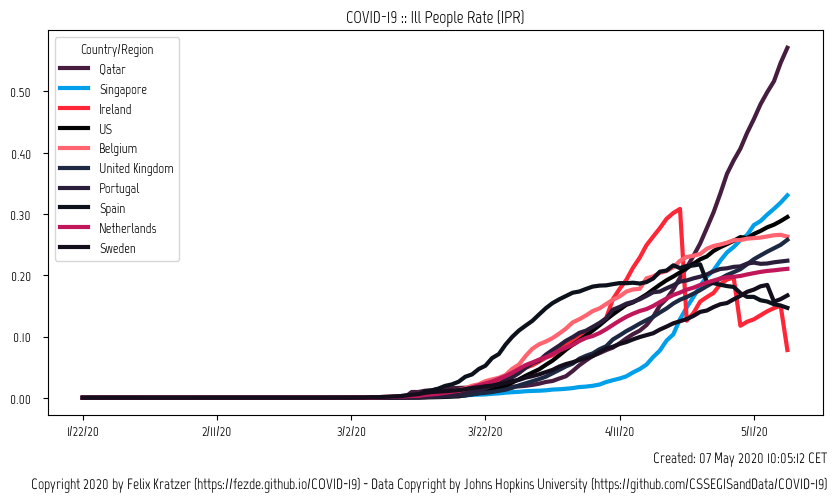 COVID-19 :: Ill People Rate (IPR)
Country/Region
Qatar
Singapore
Ireland
US
Belgium
United Kingdom
Portugal
Spain
Netherlands
Sweden
0.50
0.40
0.30
0.20
0.10
0.00
1/22/20 2/11/20 3/2/20 3/22/20 4/11/20 5/1/20
Created: 07 May 2020 10:05:12 CET
Copyright 2020 by Felix Kratzer (https://fezde.github.io/COVID-19) - Data Copyright by Johns Hopkins University (https://github.com/CSSEGISandData/COVID-19)